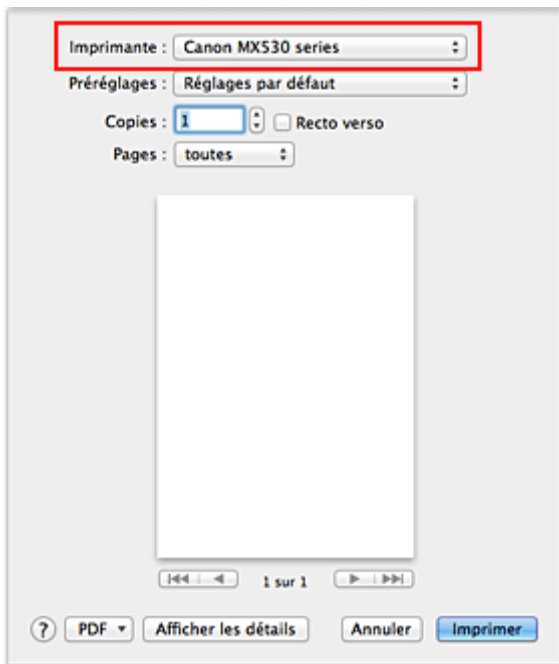 Imprimante : Canon MX530 series
Préréglages : Réglages par défaut
Copies : 1 Recto verso
Pages : toutes
1 sur 1
? PDF Afficher les détails Annuler Imprimer